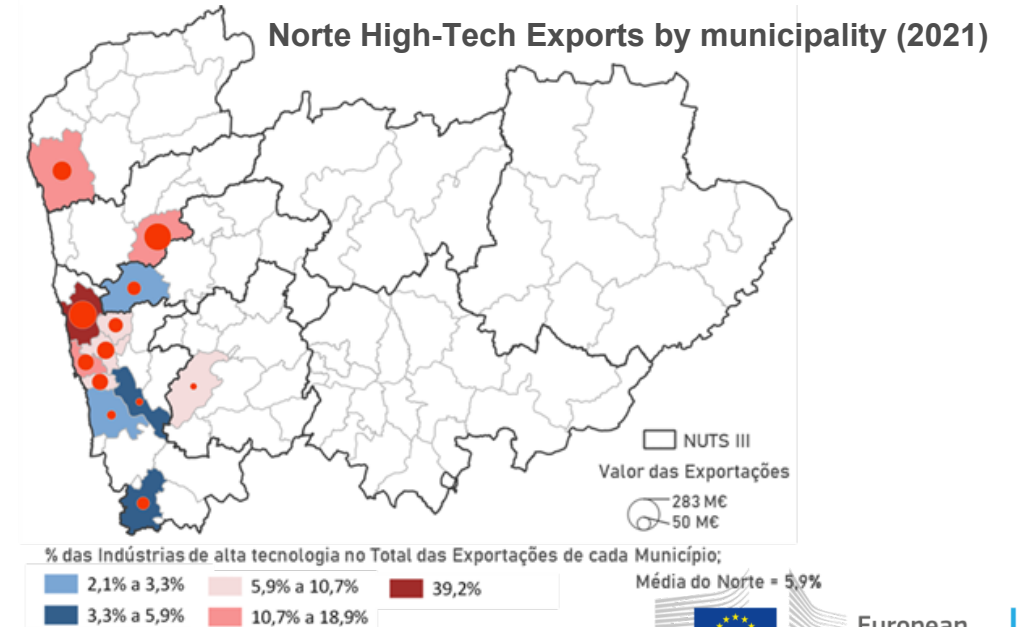 Norte High-Tech Exports by municipality (2021)
NUTS III
Valor das Exportações
283 M€
50 M€
% das Indústrias de alta tecnologia no Total das Exportações de cada Município;
Média do Norte = 5,9%
2,1% a 3,3%
5,9% a 10,7%
39,2%
3,3% a 5,9%
10,7% a 18,9%
European